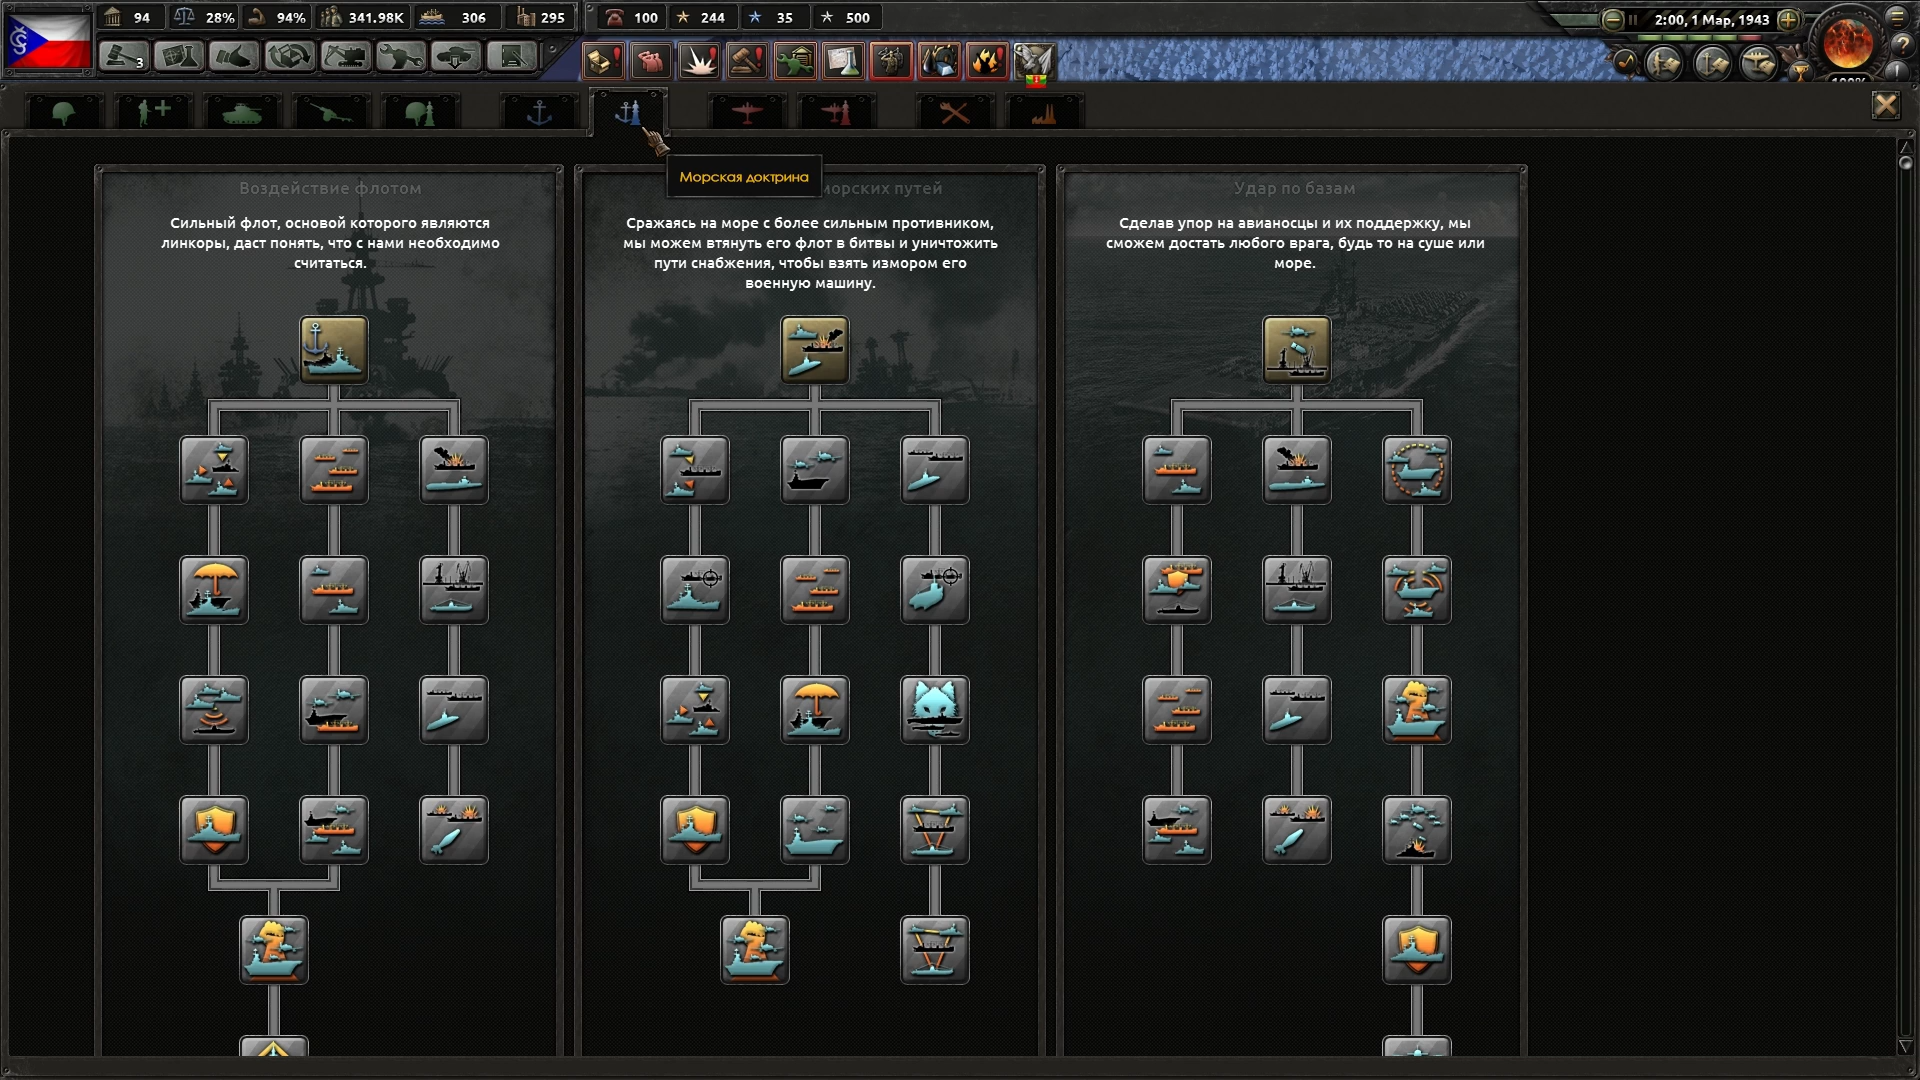 94 28% 94% 341.98K 306 295 100 244 35 500 2:00, 1 Мар, 1943
3
100%
Морская доктрина
Воздействие флотом
Сильный флот, основой которого являются
линкоры, даст понять, что с нами необходимо
считаться.
морских путей
Сражаясь на море с более сильным противником,
мы можем втянуть его флот в битвы и уничтожить
пути снабжения, чтобы взять измором его
военную машину.
Удар по базам
Сделав упор на авианосцы и их поддержку, мы
сможем достать любого врага, будь то на суше или
море.